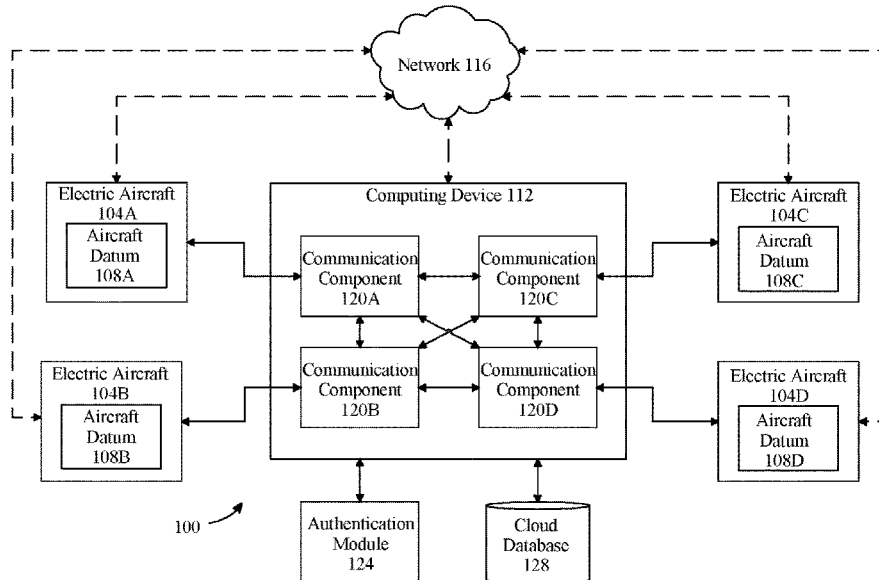 Network 116
Electric Aircraft
104A
Aircraft
Datum
108A
Computing Device 112
Electric Aircraft
104C
Aircraft
Datum
108C
Communication
Component
120A
Communication
Component
120C
Electric Aircraft
104B
Aircraft
Datum
108B
Communication
Component
120B
Communication
Component
120D
Electric Aircraft
104D
Aircraft
Datum
108D
100
Authentication
Module
124
Cloud
Database
128